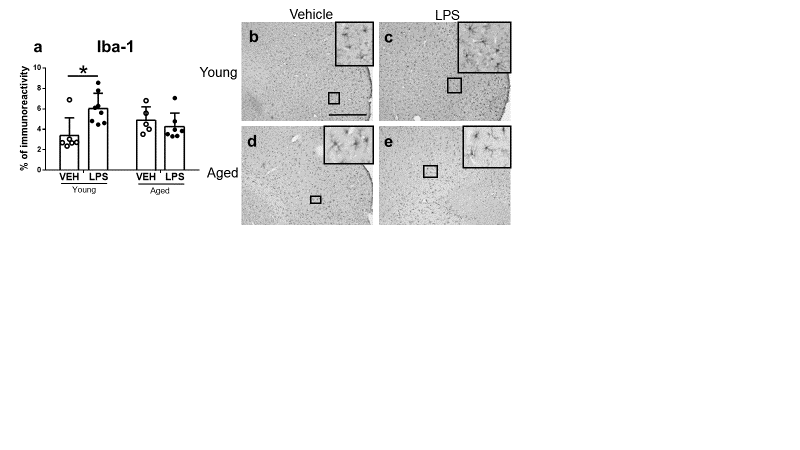 a
Iba-1
% of immunoreactivity
10
8
6
4
2
0
*
VEH LPS VEH LPS
Young Aged
Vehicle LPS
Young
Aged
b
c
d
e